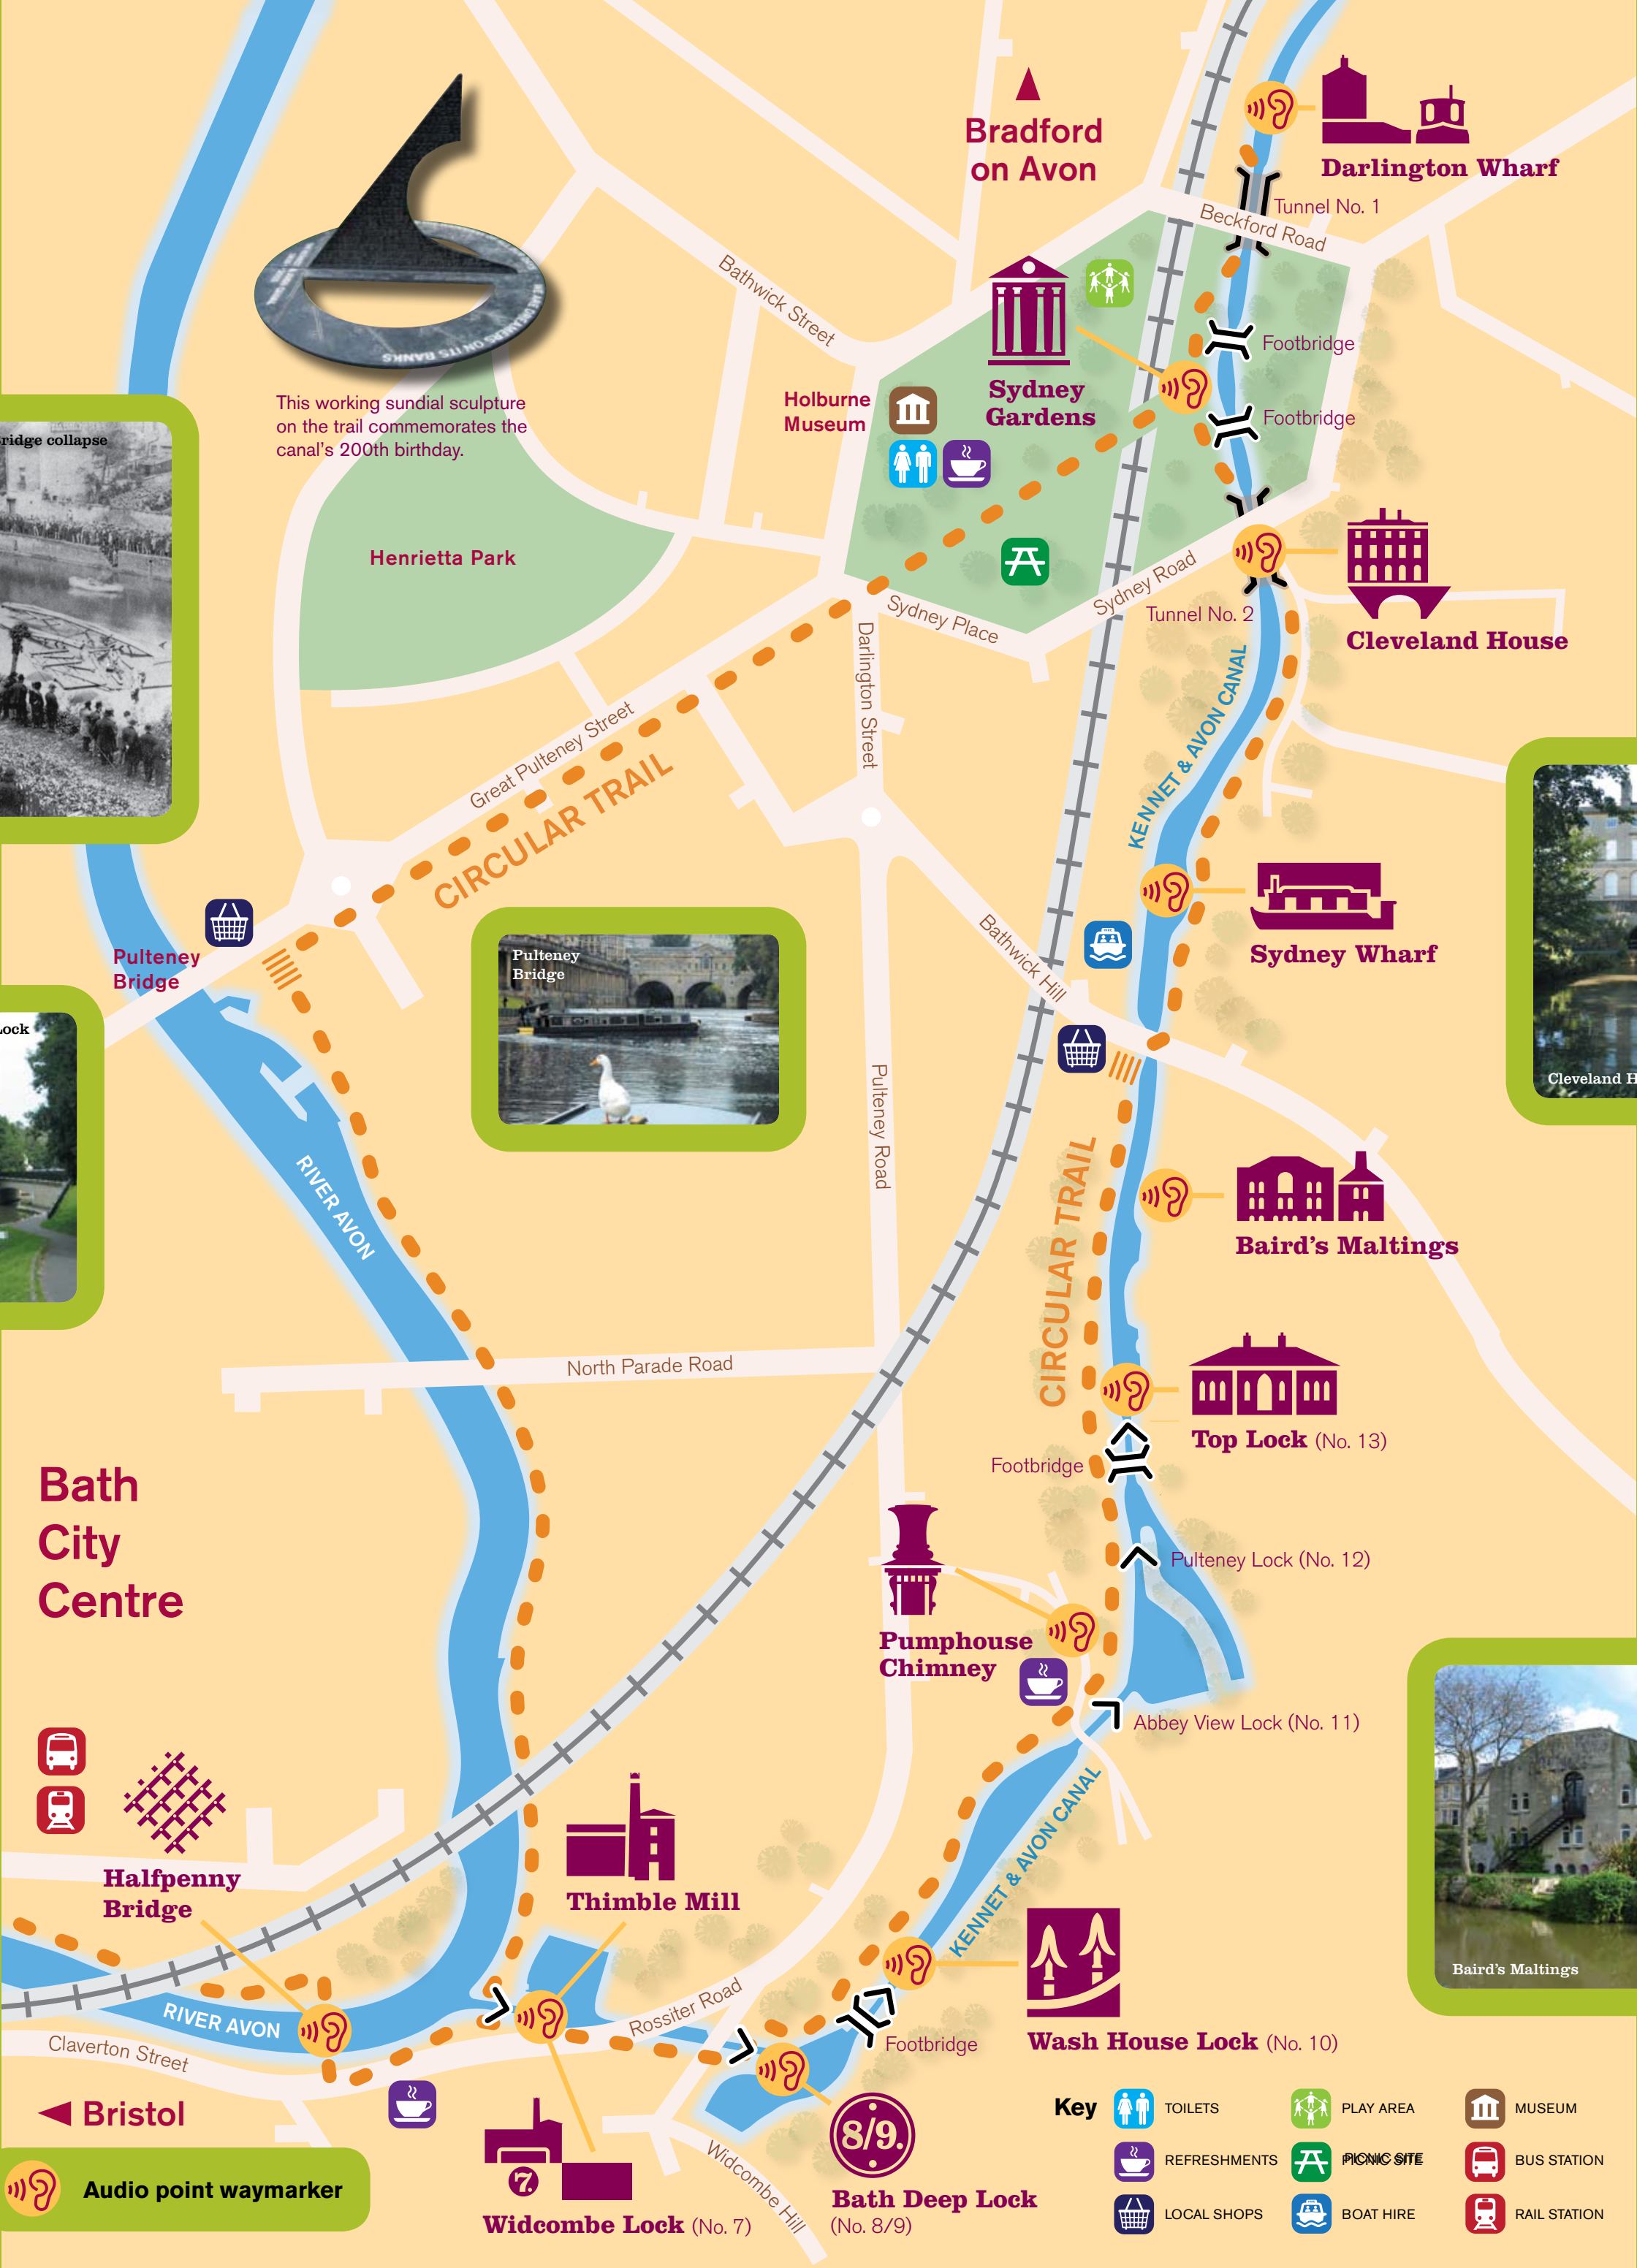 Bradford
on Avon
Darlington Wharf
Tunnel No. 1
Beckford Road
Bathwick Street
Footbridge
Holburne
Museum
Sydney
Gardens
Footbridge
This working sundial sculpture
on the trail commemorates the
canal's 200th birthday.
ridge collapse
Henrietta Park
Sydney Road
Sydney Place
Tunnel No. 2
Cleveland House
Darlington Street
KENNET & AVON CANAL
Great Pulteney Street
CIRCULAR TRAIL
Pulteney
Bridge
Pulteney
Bridge
Bathwick Hill
Sydney Wharf
ock
Cleveland H
Pulteney Road
RIVER AVON
CIRCULAR TRAIL
Baird's Maltings
North Parade Road
Top Lock (No. 13)
Footbridge
Bath
City
Centre
Pulteney Lock (No. 12)
Pumphouse
Chimney
Abbey View Lock (No. 11)
KENNET & AVON CANAL
Halfpenny
Bridge
Thimble Mill
Baird's Maltings
RIVER AVON
Rossiter Road
Claverton Street
Footbridge
Wash House Lock (No. 10)
Bristol
8/9.
7
Widcombe Hill
Bath Deep Lock
(No. 8/9)
Widcombe Lock (No. 7)
Audio point waymarker
Key
TOILETS
PLAY AREA
MUSEUM
REFRESHMENTS
PICNIC SITE
BUS STATION
LOCAL SHOPS
BOAT HIRE
RAIL STATION